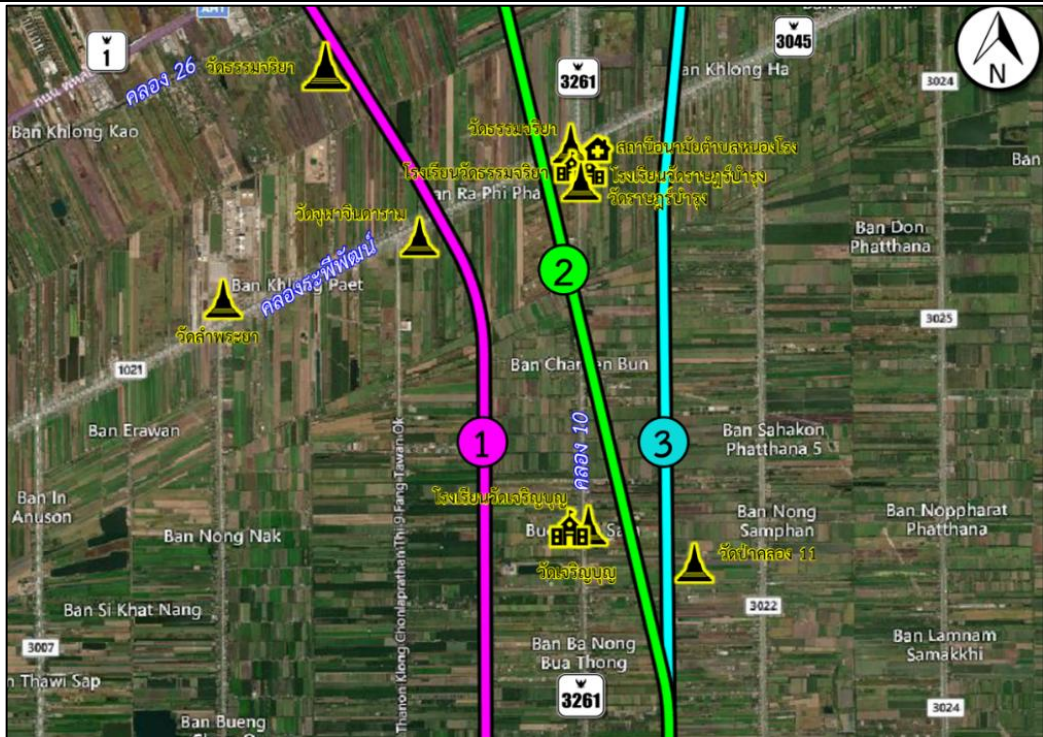 AH1
1
คลอง 26
วัดธรรมจริยา
3261
3045
an Khlong Ha
3024
N
Ban Khlong Kao
วัดธรรมจริยา
สถานีอนามัยตำบลหนองโรง
โรงเรียนวัดธรรมจริยา
โรงเรียนวัดราษฎร์บำรุง
วัดราษฎร์บำรุง
an Ra Phi Pha
Ban
วัดจุฬาจินดาราม
คลองระพีพัฒน์
Ban Don
Phatthana
2
Ban Khlong Paet
วัดลำพระยา
3025
1021
Ban Charoen Bun
Ban Erawan
1
คลอง 10
3
Ban Sahakon
Phatthana 5
Thanon Klong Chonlaprathan Thi 9 Fang Tawan Ok
โรงเรียนวัดเจริญบุญ
Ban In
Anuson
Ban Nong Nak
Ban Nong
Samphan
Ban Noppharat
Phatthana
วัดเจริญบุญ
วัดป่าคลอง 11
Ban Si Khat Nang
3022
3007
Ban Ba Nong
Bua Thong
Ban Lamnam
Samakkhi
n Thawi Sap
3261
3024
Ban Bueng